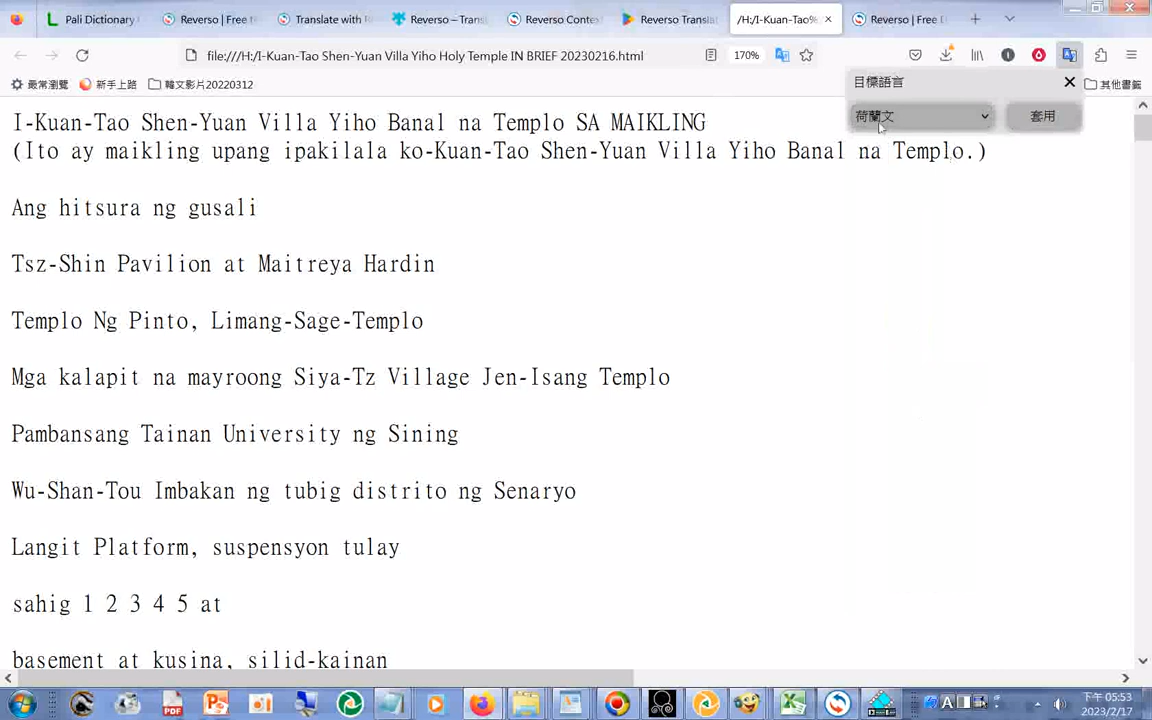 Pali Dictionary
Reverso | Free
Translate with
Reverso – Tran
Reverso Contex
Reverso Transla
/H:/I-Kuan-Tao%
Reverso | Free
file:///H:/I-Kuan-Tao Shen-Yuan Villa Yiho Holy Temple IN BRIEF 20230216.html
170%
最常瀏覽
新手上路
韓文影片20220312
其他書籤
目標語言
荷蘭文
套用
I-Kuan-Tao Shen-Yuan Villa Yiho Banal na Templo SA MAIKLING
(Ito ay maikling upang ipakilala ko-Kuan-Tao Shen-Yuan Villa Yiho Banal na Templo.)
Ang hitsura ng gusali
Tsz-Shin Pavilion at Maitreya Hardin
Templo Ng Pinto, Limang-Sage-Templo
Mga kalapit na mayroong Siya-Tz Village Jen-Isang Templo
Pambansang Tainan University ng Sining
Wu-Shan-Tou Imbakan ng tubig distrito ng Senaryo
Langit Platform, suspensyon tulay
sahig 1 2 3 4 5 at
basement at kusina, silid-kainan
下午 05:53
2023/2/17